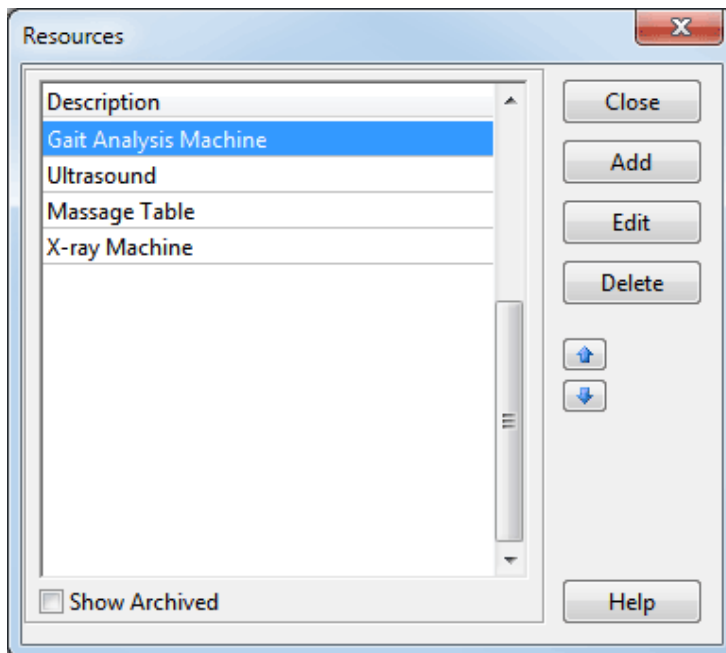 Resources
Description
Gait Analysis Machine
Ultrasound
Massage Table
X-ray Machine
Show Archived
Close
Add
Edit
Delete
Help